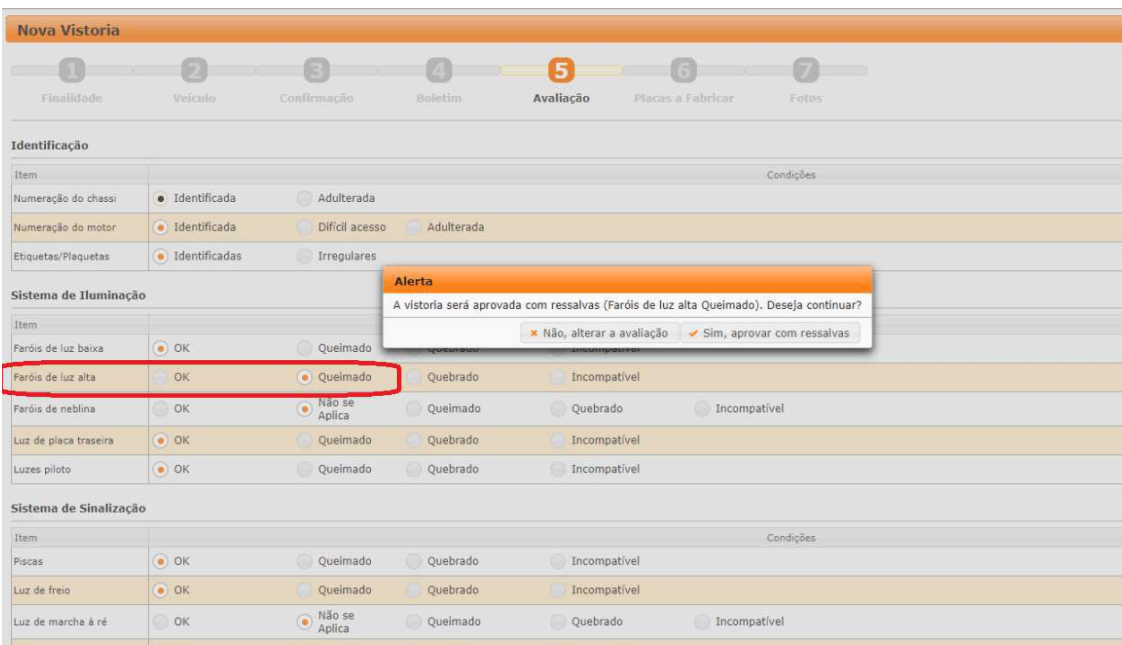 Nova Vistoria
1 2 3 4 5 6 7
Finalidade Veículo Confirmação Boletim Avaliação Placas a Fabricar Fotos
Identificação
Item Condições
Numeração do chassi Identificada Adulterada
Numeração do motor Identificada Difícil acesso Adulterada
Etiquetas/Plaquetas Identificadas Irregulares
Alerta
A vistoria será aprovada com ressalvas (Faróis de luz alta Queimado). Deseja continuar?
Não, alterar a avaliação Sim, aprovar com ressalvas
Sistema de Iluminação
Item
Faróis de luz baixa OK Queimado Quebrado Incompatível
Faróis de luz alta OK Queimado Quebrado Incompatível
Faróis de neblina OK Não se Aplica Queimado Quebrado Incompatível
Luz de placa traseira OK Queimado Quebrado Incompatível
Luzes piloto OK Queimado Quebrado Incompatível
Sistema de Sinalização
Item Condições
Piscas OK Queimado Quebrado Incompatível
Luz de freio OK Queimado Quebrado Incompatível
Luz de marcha à ré OK Não se Aplica Queimado Quebrado Incompatível